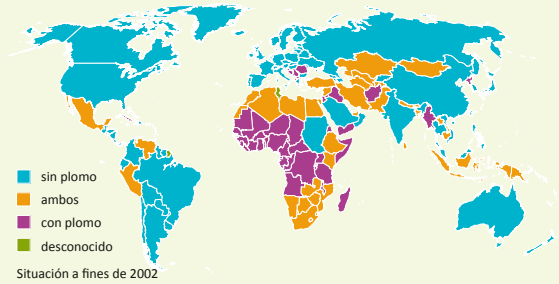 sin plomo
ambos
con plomo
desconocido
Situación a fines de 2002